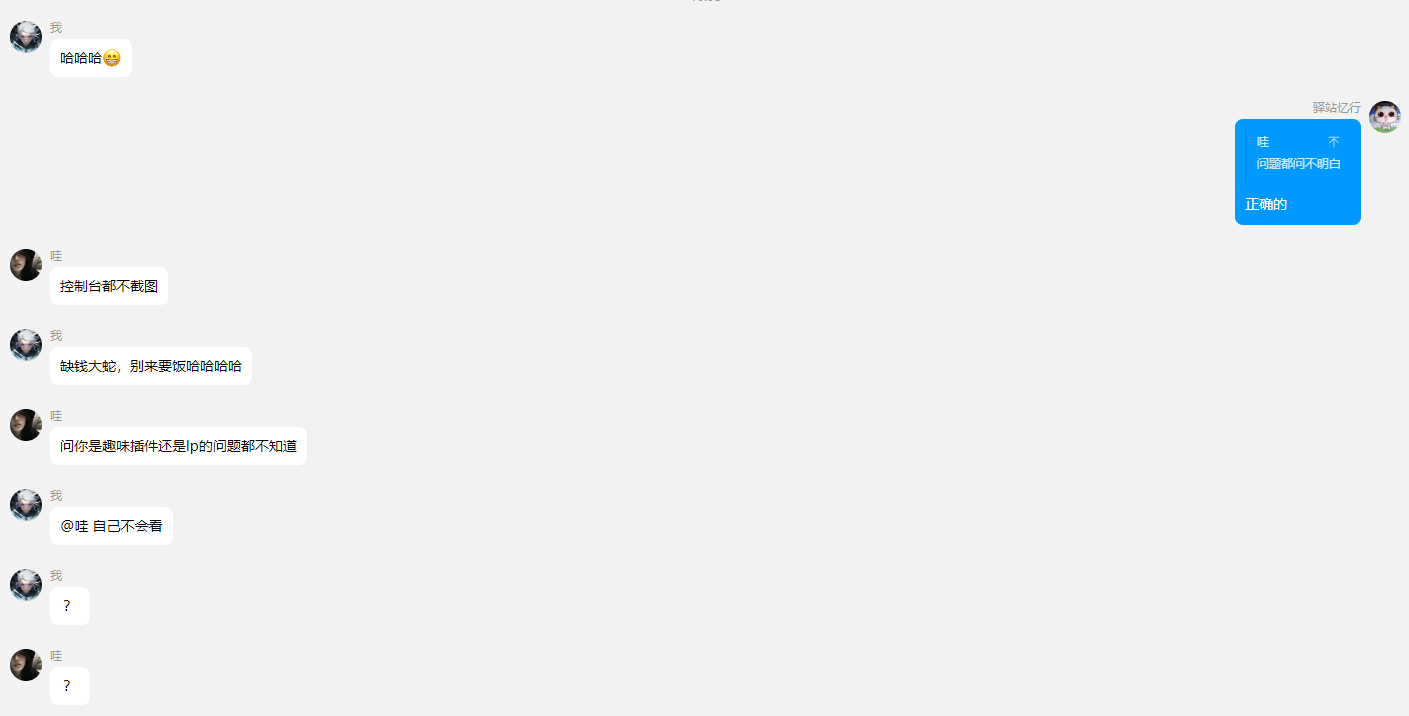 我
哈哈哈😁
驿站忆行
哇 不
问题都问不明白
正确的
哇
控制台都不截图
我
缺钱大蛇，别来要饭哈哈哈哈
哇
问你是趣味插件还是lp的问题都不知道
我
@哇 自己不会看
我
？
哇
？